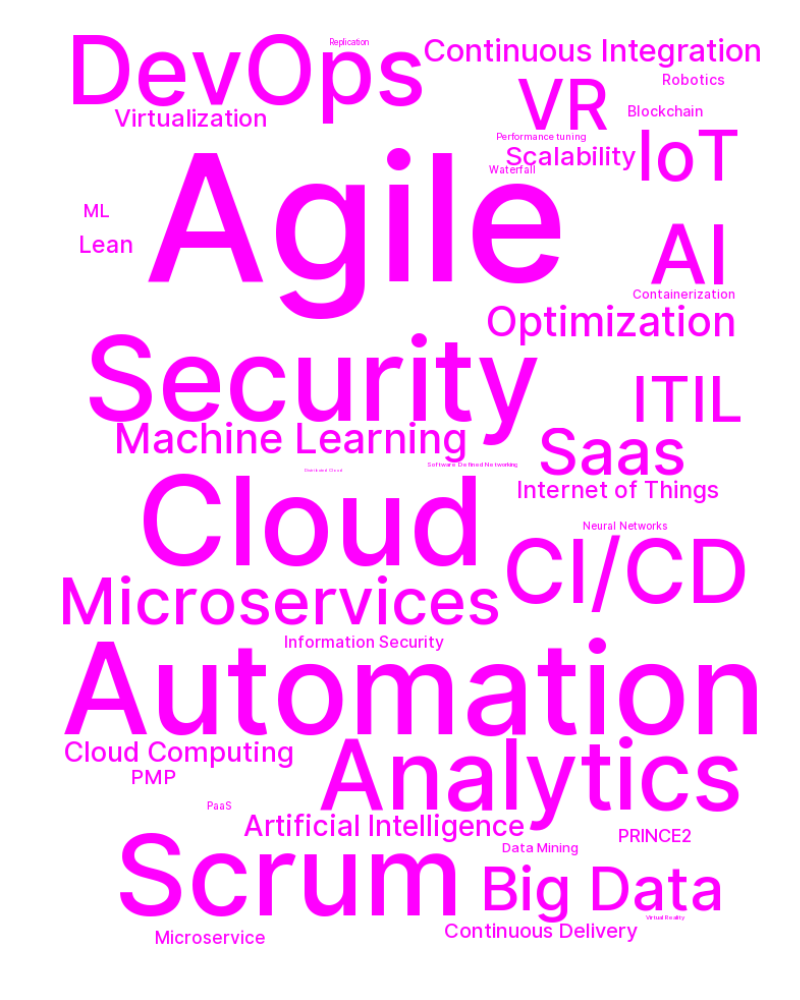 DevOps
Replication
Continuous Integration
Robotics
VR
Blockchain
Virtualization
Performance tuning
Scalability
IoT
Waterfall
Agile
ML
Lean
AI
Containerization
Optimization
Security
ITIL
Machine Learning
Saas
Software Defined Networking
Internet of Things
Cloud
Neural Networks
CI/CD
Microservices
Information Security
Automation
Cloud Computing
Analytics
PMP
PaaS
Artificial Intelligence
PRINCE2
Scrum
Data Mining
Big Data
Virtual Reality
Continuous Delivery
Microservice